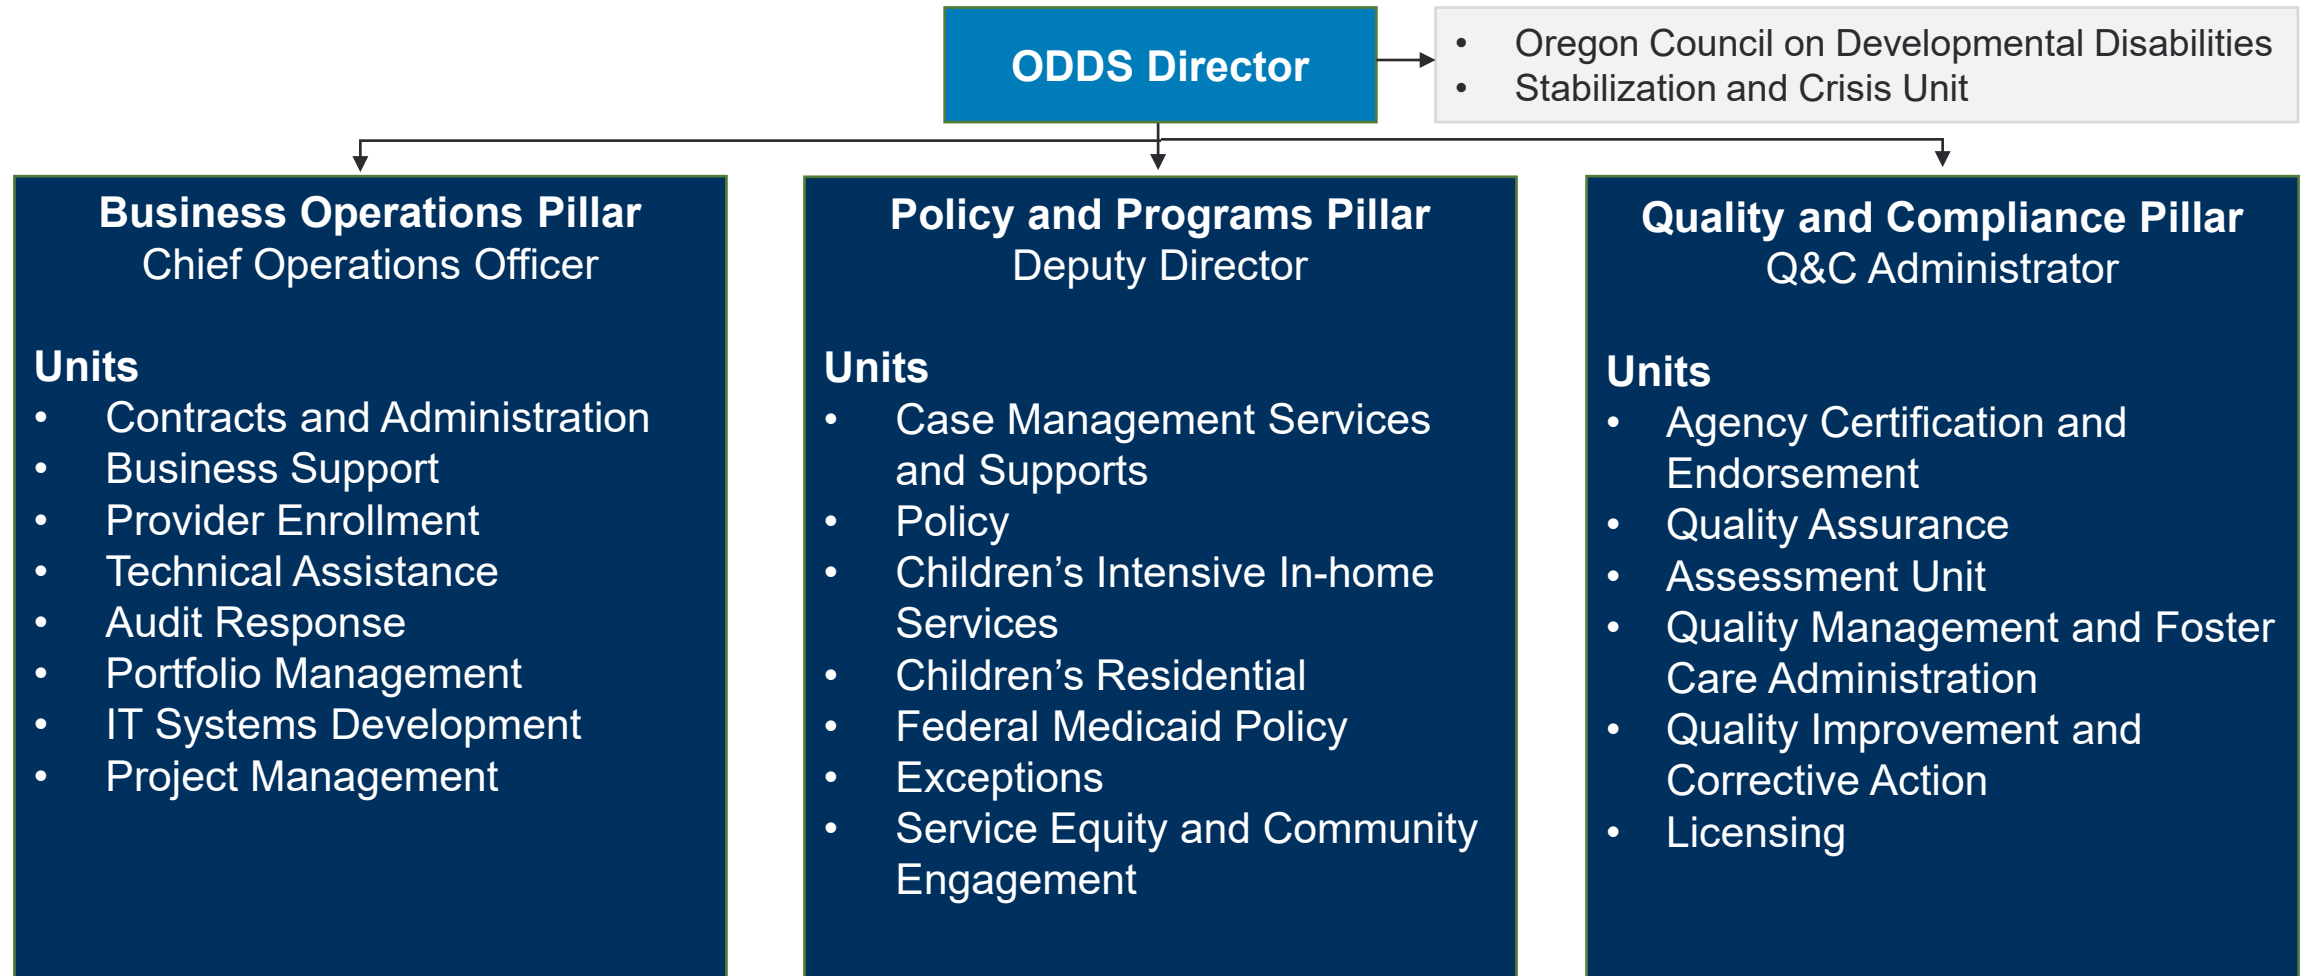 ODDS Director
• Oregon Council on Developmental Disabilities
• Stabilization and Crisis Unit
Business Operations Pillar
Chief Operations Officer
Units
• Contracts and Administration
• Business Support
• Provider Enrollment
• Technical Assistance
• Audit Response
• Portfolio Management
• IT Systems Development
• Project Management
Policy and Programs Pillar
Deputy Director
Units
• Case Management Services
and Supports
• Policy
• Children’s Intensive In-home
Services
• Children’s Residential
• Federal Medicaid Policy
• Exceptions
• Service Equity and Community
Engagement
Quality and Compliance Pillar
Q&C Administrator
Units
• Agency Certification and
Endorsement
• Quality Assurance
• Assessment Unit
• Quality Management and Foster
Care Administration
• Quality Improvement and
Corrective Action
• Licensing